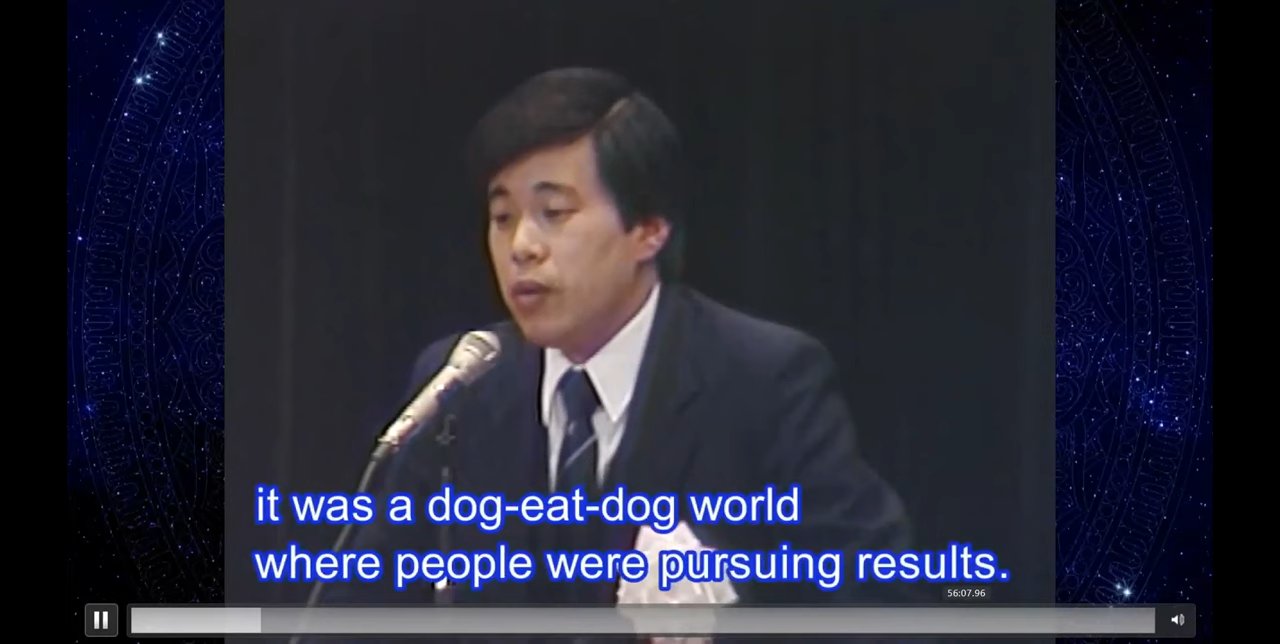 it was a dog-eat-dog world
where people were pursuing results.
56:07.96